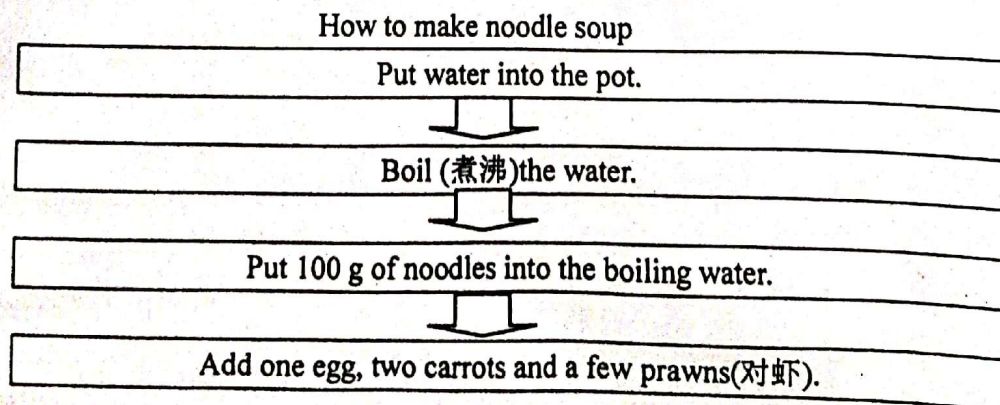 How to make noodle soup
Put water into the pot.
Boil (煮沸)the water.
Put 100 g of noodles into the boiling water.
Add one egg, two carrots and a few prawns(对虾).